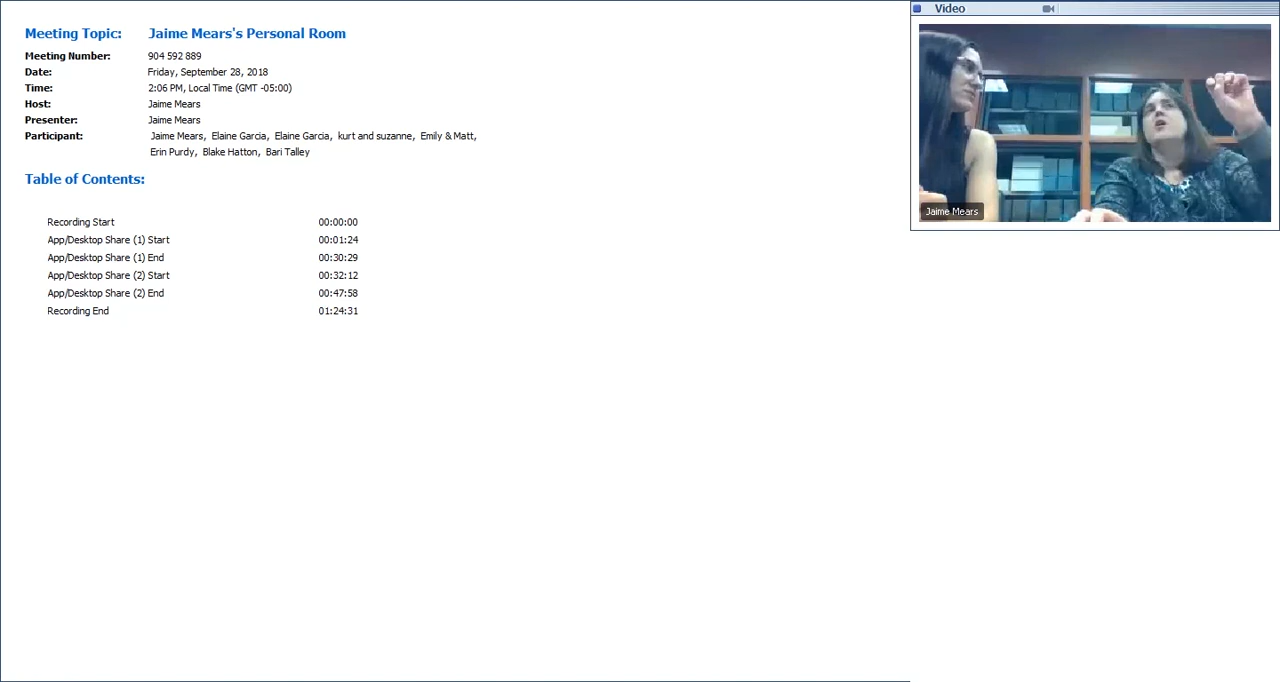 Meeting Topic: Jaime Mears's Personal Room
Meeting Number: 904 592 889
Date: Friday, September 28, 2018
Time: 2:06 PM, Local Time (GMT -05:00)
Host: Jaime Mears
Presenter: Jaime Mears
Participant: Jaime Mears, Elaine Garcia, Elaine Garcia, kurt and suzanne, Emily & Matt,
Erin Purdy, Blake Hatton, Bari Talley
Table of Contents:
Recording Start 00:00:00
App/Desktop Share (1) Start 00:01:24
App/Desktop Share (1) End 00:30:29
App/Desktop Share (2) Start 00:32:12
App/Desktop Share (2) End 00:47:58
Recording End 01:24:31
Video
Jaime Mears